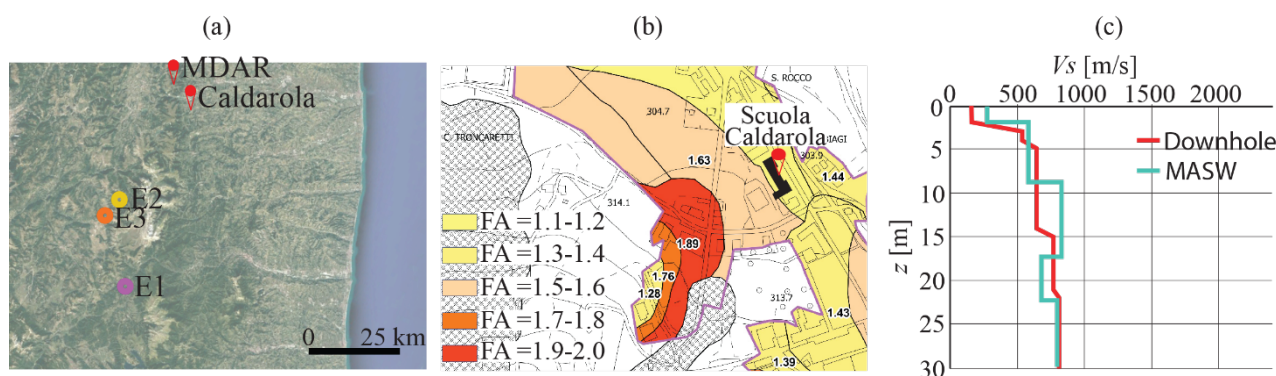 (a)
MDAR
Caldarola
E2
E3
E1
0 25 km
(b)
S. ROCCO
304.7
C. TRONCARETTI
Scuola
Caldarola
303.9
1.63
1.44
314.1
FA =1.1-1.2
FA =1.3-1.4
FA =1.5-1.6
FA =1.7-1.8
FA =1.9-2.0
1.89
1.76
1.28
313.7
1.43
1.39
(c)
Vs [m/s]
0 500 1000 1500 2000
0
5
10
15
20
25
30
z [m]
Downhole
MASW